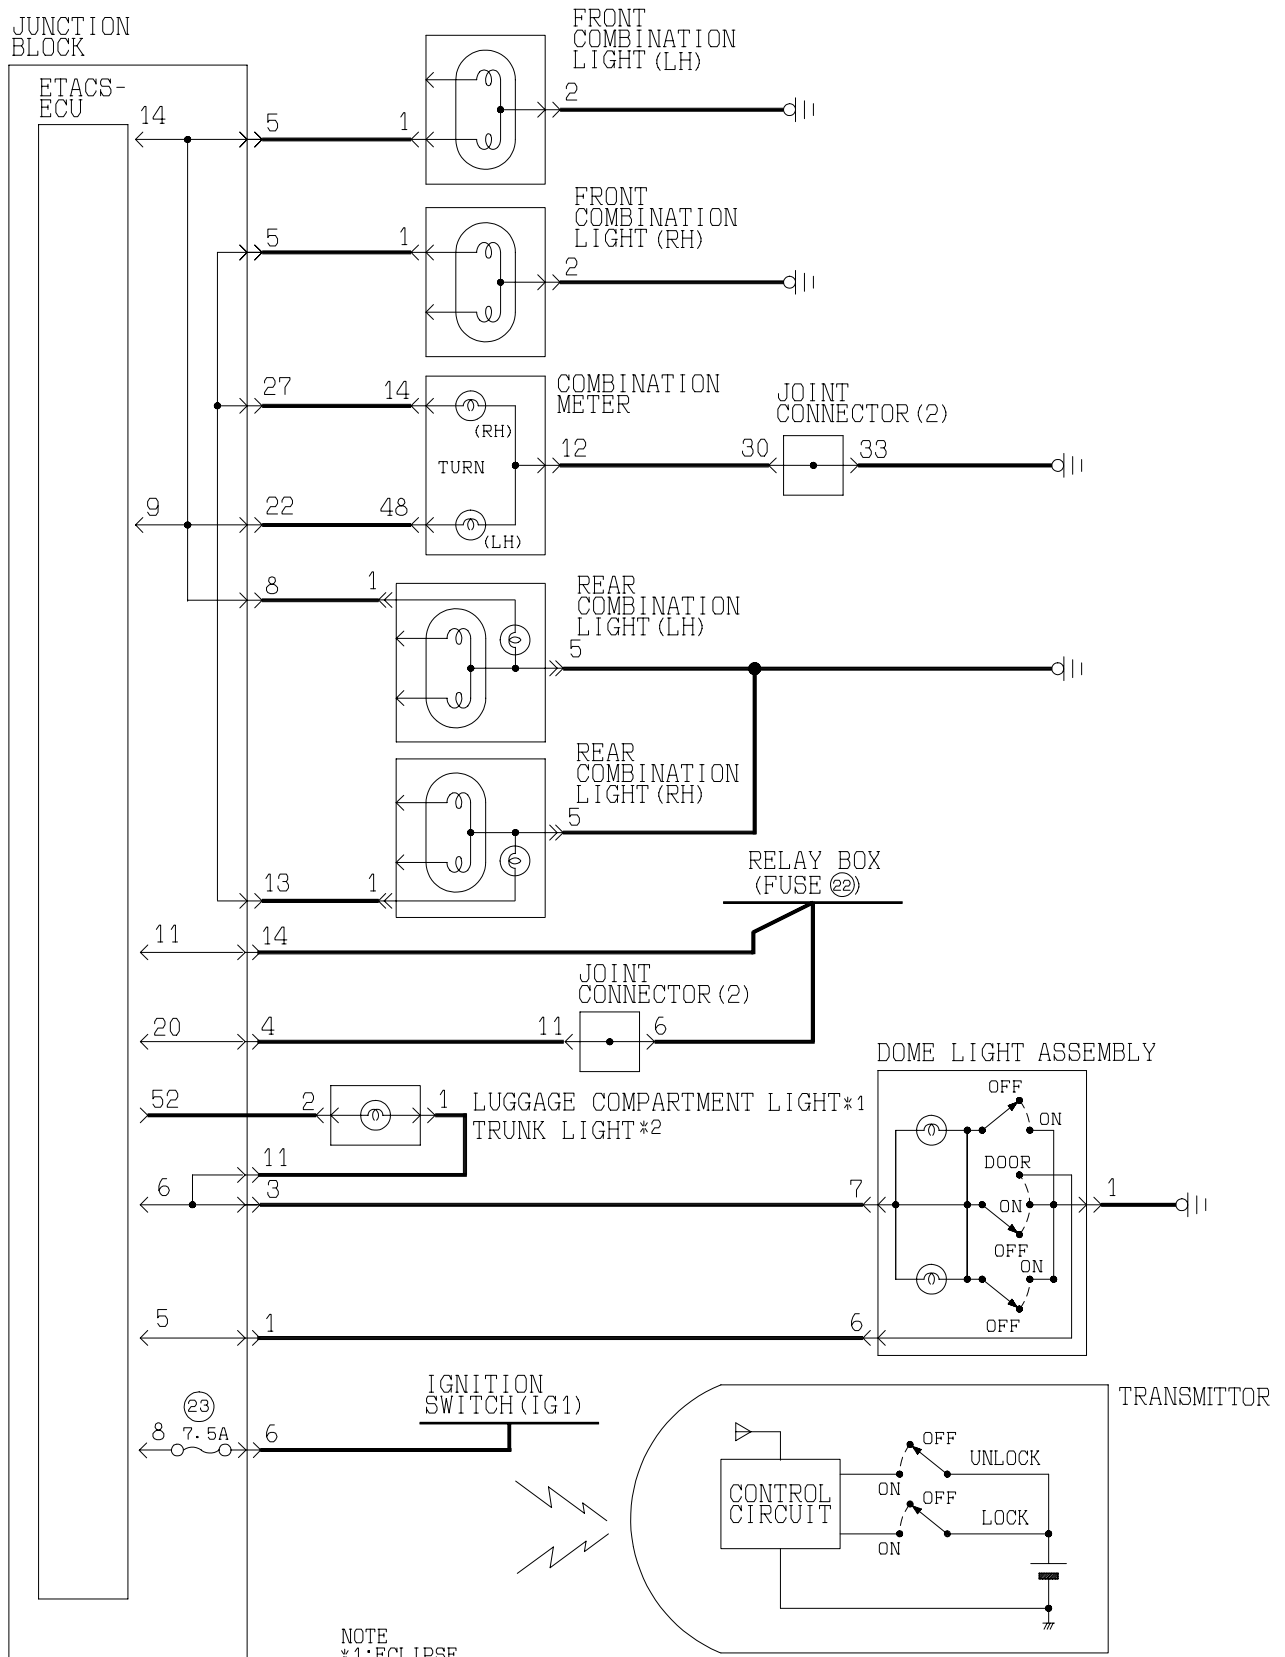 JUNCTION
BLOCK
ETACS-
ECU
14
5
1
FRONT
COMBINATION
LIGHT (LH)
2
5
1
FRONT
COMBINATION
LIGHT (RH)
2
27
14
(RH)
TURN
(LH)
COMBINATION
METER
12
JOINT
CONNECTOR (2)
30
33
9
22
48
8
1
REAR
COMBINATION
LIGHT (LH)
5
REAR
COMBINATION
LIGHT (RH)
5
13
1
RELAY BOX
(FUSE 22)
11
14
JOINT
CONNECTOR (2)
20
4
11
6
DOME LIGHT ASSEMBLY
52
2
1
LUGGAGE COMPARTMENT LIGHT*1
TRUNK LIGHT*2
11
6
3
7
OFF
ON
DOOR
ON
OFF
ON
OFF
1
5
1
6
IGNITION
SWITCH(IG1)
23
7.5A
8
6
TRANSMITTOR
CONTROL
CIRCUIT
OFF
UNLOCK
ON
OFF
LOCK
ON
NOTE
*1:ECLIPSE